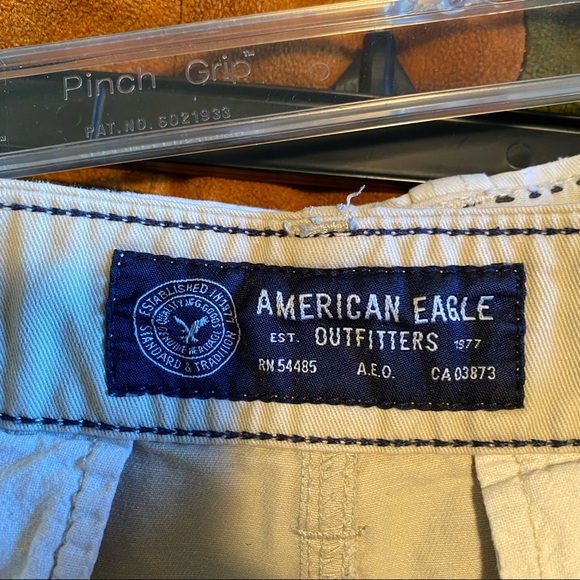 Pinch Grip™
PAT. NO. 6021933
ESTABLISHED IN 1977
QUALITY MFG. GOODS
GENUINE HERITAGE
STANDARD & TRADITION
AMERICAN EAGLE
EST. OUTFITTERS 1977
RN 54485 A.E.O. CA 03873